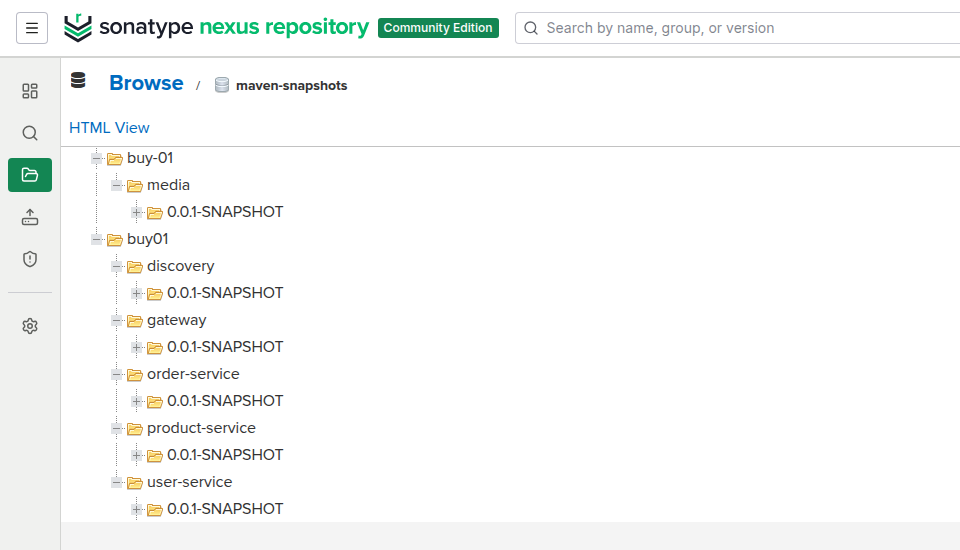 sonatype nexus repository Community Edition Search by name, group, or version
Browse / maven-snapshots
HTML View
buy-01
media
0.0.1-SNAPSHOT
buy01
discovery
0.0.1-SNAPSHOT
gateway
0.0.1-SNAPSHOT
order-service
0.0.1-SNAPSHOT
product-service
0.0.1-SNAPSHOT
user-service
0.0.1-SNAPSHOT